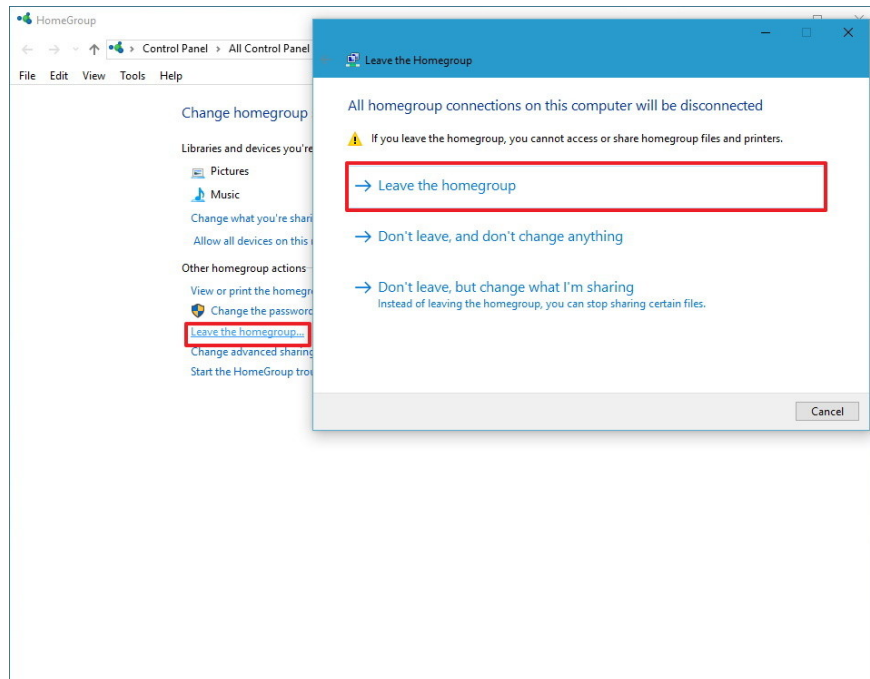 HomeGroup
Control Panel > All Control Panel
File Edit View Tools Help
Change homegroup
Libraries and devices you're
Pictures
Music
Change what you're shari
Allow all devices on this
Other homegroup actions
View or print the homegr
Change the password
Leave the homegroup...
Change advanced sharing
Start the HomeGroup trou
Leave the Homegroup
All homegroup connections on this computer will be disconnected
If you leave the homegroup, you cannot access or share homegroup files and printers.
Leave the homegroup
Don't leave, and don't change anything
Don't leave, but change what I'm sharing
Instead of leaving the homegroup, you can stop sharing certain files.
Cancel